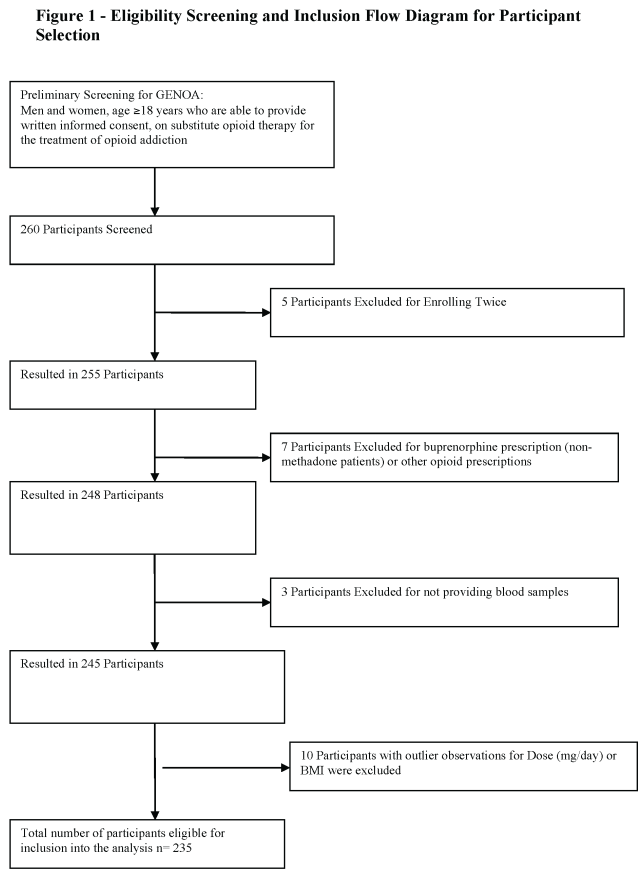 Figure 1 - Eligibility Screening and Inclusion Flow Diagram for Participant
Selection
Preliminary Screening for GENOA:
Men and women, age ≥18 years who are able to provide
written informed consent, on substitute opioid therapy for
the treatment of opioid addiction
260 Participants Screened
5 Participants Excluded for Enrolling Twice
Resulted in 255 Participants
7 Participants Excluded for buprenorphine prescription (non-
methadone patients) or other opioid prescriptions
Resulted in 248 Participants
3 Participants Excluded for not providing blood samples
Resulted in 245 Participants
10 Participants with outlier observations for Dose (mg/day) or
BMI were excluded
Total number of participants eligible for
inclusion into the analysis n= 235